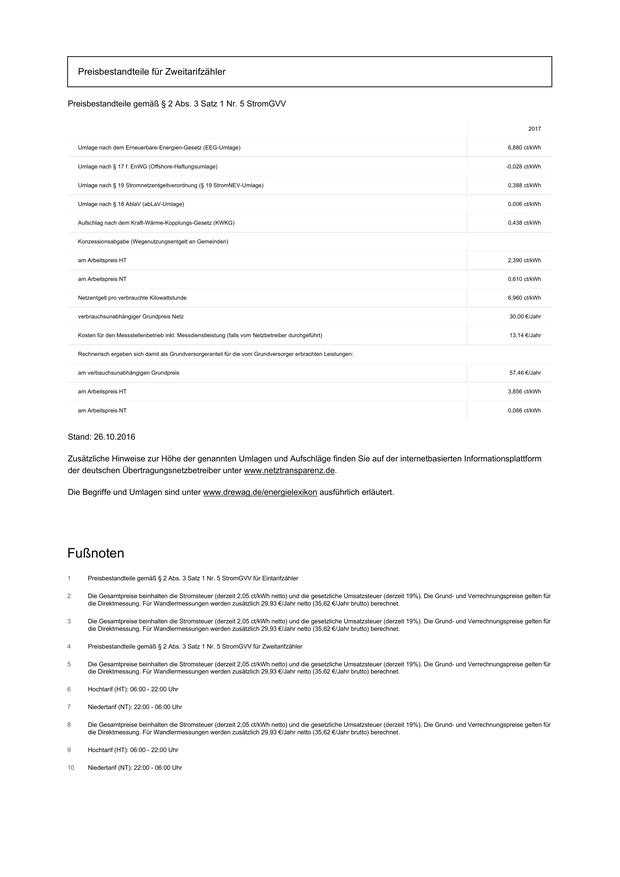 Preisbestandteile für Zweitarifzähler
Preisbestandteile gemäß § 2 Abs. 3 Satz 1 Nr. 5 StromGVV
2017
Umlage nach dem Erneuerbare-Energien-Gesetz (EEG-Umlage) 6,880 ct/kWh
Umlage nach § 17 f. EnWG (Offshore-Haftungsumlage) -0,028 ct/kWh
Umlage nach § 19 Stromnetzentgeltverordnung (§ 19 StromNEV-Umlage) 0,388 ct/kWh
Umlage nach § 18 AblaV (abLaV-Umlage) 0,006 ct/kWh
Aufschlag nach dem Kraft-Wärme-Kopplungs-Gesetz (KWKG) 0,438 ct/kWh
Konzessionsabgabe (Wegenutzungsentgelt an Gemeinden)
am Arbeitspreis HT 2,390 ct/kWh
am Arbeitspreis NT 0,610 ct/kWh
Netzentgelt pro verbrauchte Kilowattstunde 6,960 ct/kWh
verbrauchsunabhängiger Grundpreis Netz 30,00 €/Jahr
Kosten für den Messstellenbetrieb inkl. Messdienstleistung (falls vom Netzbetreiber durchgeführt) 13,14 €/Jahr
Rechnerisch ergeben sich damit als Grundversorgeranteil für die vom Grundversorger erbrachten Leistungen:
am verbauchsunabhängigen Grundpreis 57,46 €/Jahr
am Arbeitspreis HT 3,856 ct/kWh
am Arbeitspreis NT 0,066 ct/kWh
Stand: 26.10.2016
Zusätzliche Hinweise zur Höhe der genannten Umlagen und Aufschläge finden Sie auf der internetbasierten Informationsplattform
der deutschen Übertragungsnetzbetreiber unter www.netztransparenz.de.
Die Begriffe und Umlagen sind unter www.drewag.de/energielexikon ausführlich erläutert.
Fußnoten
1 Preisbestandteile gemäß § 2 Abs. 3 Satz 1 Nr. 5 StromGVV für Eintarifzähler
2 Die Gesamtpreise beinhalten die Stromsteuer (derzeit 2,05 ct/kWh netto) und die gesetzliche Umsatzsteuer (derzeit 19%). Die Grund- und Verrechnungspreise gelten für
die Direktmessung. Für Wandlermessungen werden zusätzlich 29,93 €/Jahr netto (35,62 €/Jahr brutto) berechnet.
3 Die Gesamtpreise beinhalten die Stromsteuer (derzeit 2,05 ct/kWh netto) und die gesetzliche Umsatzsteuer (derzeit 19%). Die Grund- und Verrechnungspreise gelten für
die Direktmessung. Für Wandlermessungen werden zusätzlich 29,93 €/Jahr netto (35,62 €/Jahr brutto) berechnet.
4 Preisbestandteile gemäß § 2 Abs. 3 Satz 1 Nr. 5 StromGVV für Zweitarifzähler
5 Die Gesamtpreise beinhalten die Stromsteuer (derzeit 2,05 ct/kWh netto) und die gesetzliche Umsatzsteuer (derzeit 19%). Die Grund- und Verrechnungspreise gelten für
die Direktmessung. Für Wandlermessungen werden zusätzlich 29,93 €/Jahr netto (35,62 €/Jahr brutto) berechnet.
6 Hochtarif (HT): 06:00 - 22:00 Uhr
7 Niedertarif (NT): 22:00 - 06:00 Uhr
8 Die Gesamtpreise beinhalten die Stromsteuer (derzeit 2,05 ct/kWh netto) und die gesetzliche Umsatzsteuer (derzeit 19%). Die Grund- und Verrechnungspreise gelten für
die Direktmessung. Für Wandlermessungen werden zusätzlich 29,93 €/Jahr netto (35,62 €/Jahr brutto) berechnet.
9 Hochtarif (HT): 06:00 - 22:00 Uhr
10 Niedertarif (NT): 22:00 - 06:00 Uhr